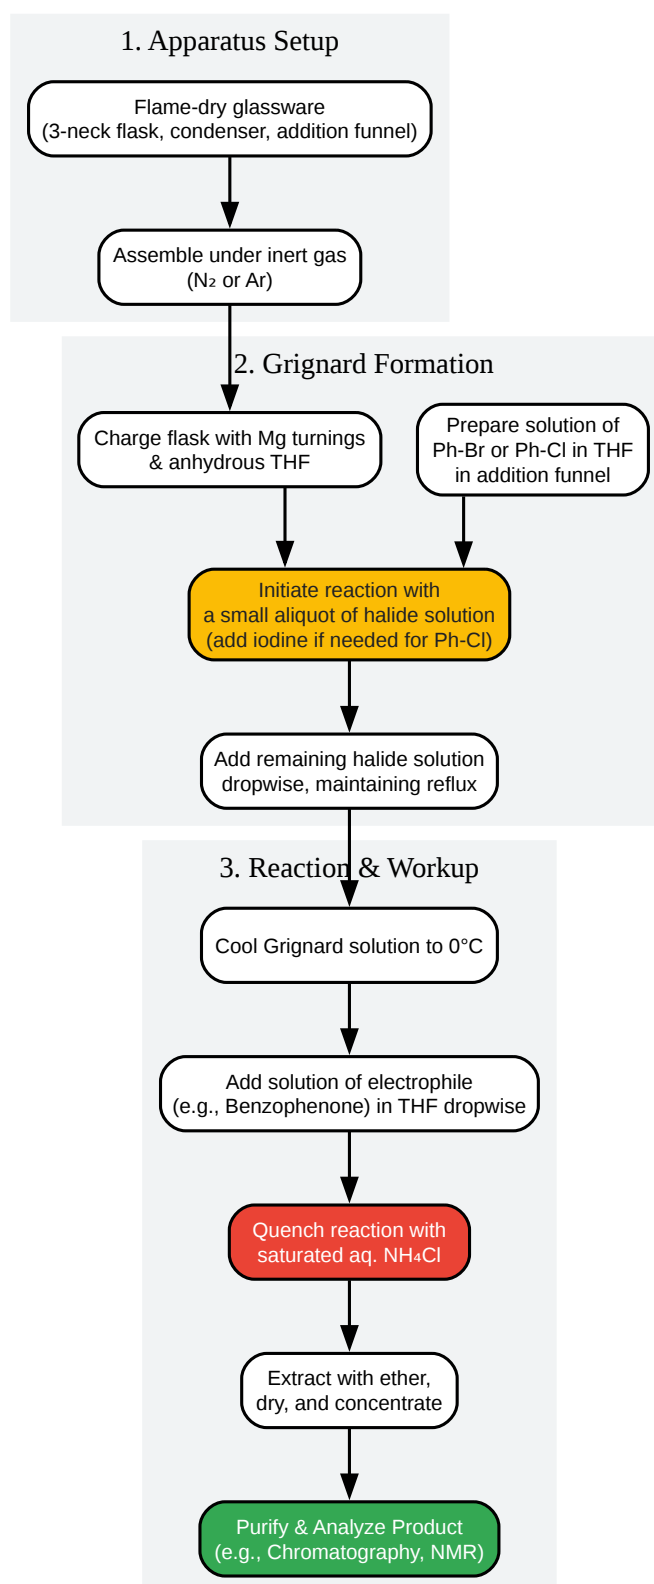 1. Apparatus Setup
Flame-dry glassware
(3-neck flask, condenser, addition funnel)
Assemble under inert gas
(N₂ or Ar)
2. Grignard Formation
Charge flask with Mg turnings
& anhydrous THF
Prepare solution of
Ph-Br or Ph-Cl in THF
in addition funnel
Initiate reaction with
a small aliquot of halide solution
(add iodine if needed for Ph-Cl)
Add remaining halide solution
dropwise, maintaining reflux
3. Reaction & Workup
Cool Grignard solution to 0°C
Add solution of electrophile
(e.g., Benzophenone) in THF dropwise
Quench reaction with
saturated aq. NH₄Cl
Extract with ether,
dry, and concentrate
Purify & Analyze Product
(e.g., Chromatography, NMR)